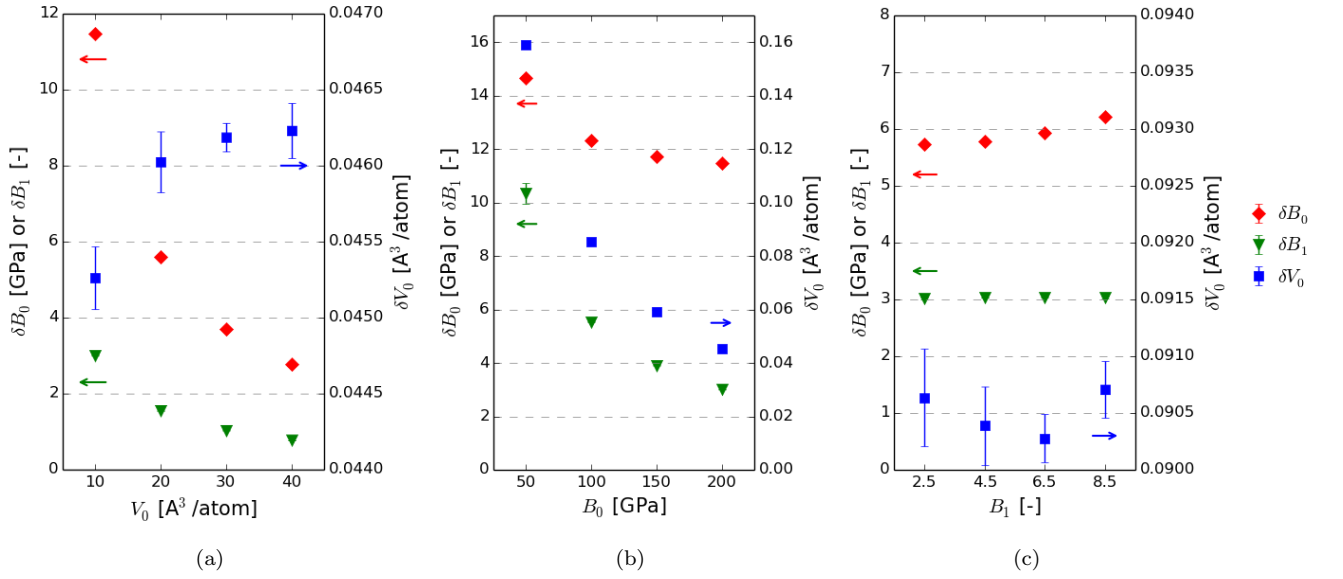 12
10
8
6
4
2
0
δB₀ [GPa] or δB₁ [-]
10 20 30 40
V₀ [A³ /atom]
0.0470
0.0465
0.0460
0.0455
0.0450
0.0445
0.0440
δV₀ [A³ /atom]
(a)
16
14
12
10
8
6
4
2
0
δB₀ [GPa] or δB₁ [-]
50 100 150 200
B₀ [GPa]
0.16
0.14
0.12
0.10
0.08
0.06
0.04
0.02
0.00
δV₀ [A³ /atom]
(b)
8
7
6
5
4
3
2
1
0
δB₀ [GPa] or δB₁ [-]
2.5 4.5 6.5 8.5
B₁ [-]
0.0940
0.0935
0.0930
0.0925
0.0920
0.0915
0.0910
0.0905
0.0900
δV₀ [A³ /atom]
(c)
δB₀
δB₁
δV₀